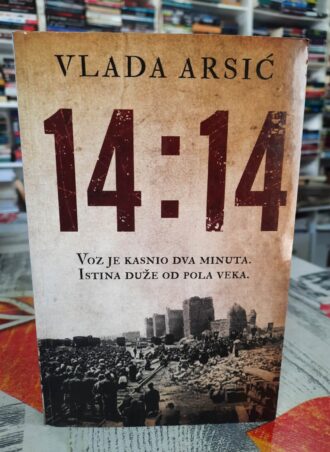 VLADA ARSIĆ
14:14
VOZ JE KASNIO DVA MINUTA.
ISTINA DUŽE OD POLA VEKA.